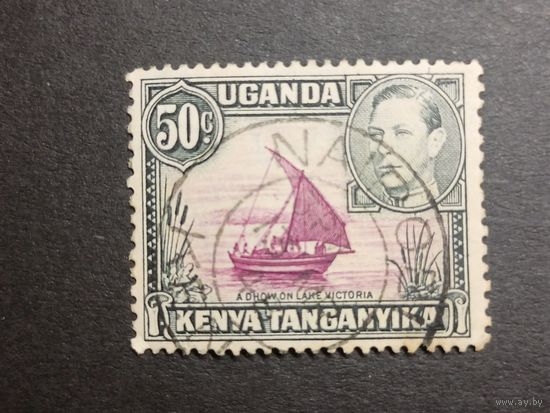 50c UGANDA
A DHOW ON LAKE VICTORIA
KENYA TANGANYIKA
www.ay.by